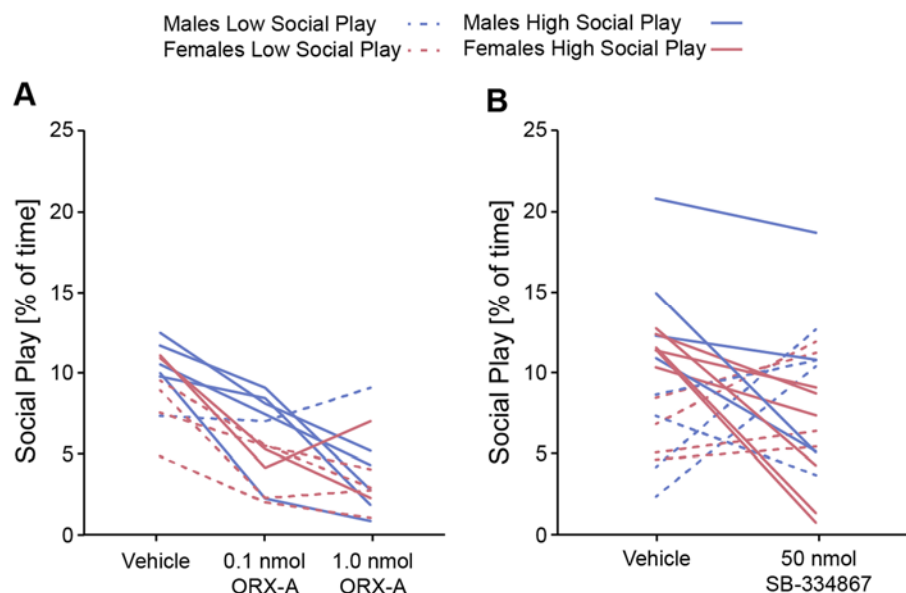 Males Low Social Play
Males High Social Play
Females Low Social Play
Females High Social Play
A
B
25
20
15
10
5
0
Social Play [% of time]
Vehicle
0.1 nmol
ORX-A
1.0 nmol
ORX-A
25
20
15
10
5
0
Social Play [% of time]
Vehicle
50 nmol
SB-334867